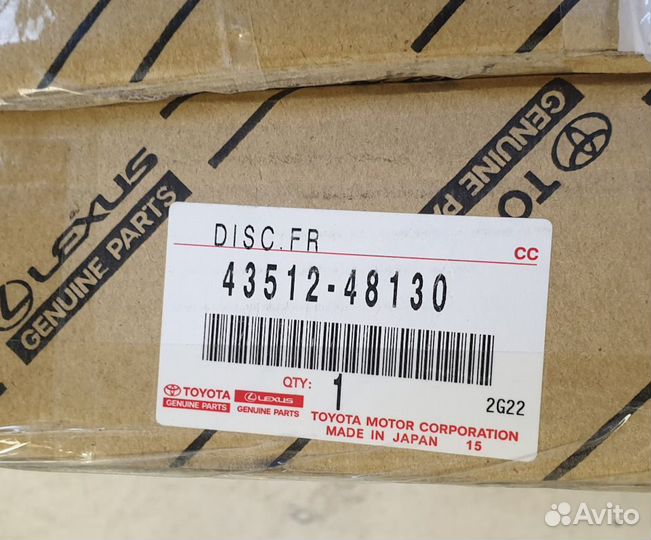 LEXUS
GENUINE PARTS
GENUINE PA
TO
DISC.FR
CC
43512-48130
QTY: 1
2G22
TOYOTA
GENUINE PARTS
LEXUS
GENUINE PARTS
TOYOTA MOTOR CORPORATION
MADE IN JAPAN 15
Avito